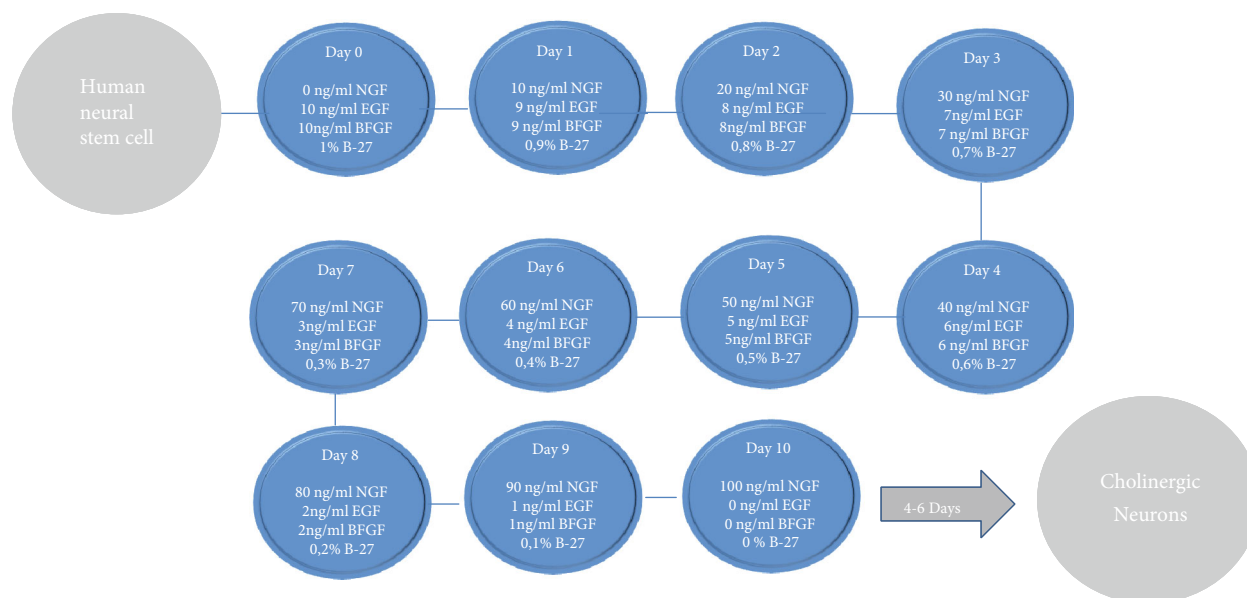 Human
neural
stem cell
Day 0
0 ng/ml NGF
10 ng/ml EGF
10ng/ml BFGF
1% B-27
Day 1
10 ng/ml NGF
9 ng/ml EGF
9 ng/ml BFGF
0,9% B-27
Day 2
20 ng/ml NGF
8 ng/ml EGF
8ng/ml BFGF
0,8% B-27
Day 3
30 ng/ml NGF
7ng/ml EGF
7 ng/ml BFGF
0,7% B-27
Day 4
40 ng/ml NGF
6ng/ml EGF
6 ng/ml BFGF
0,6% B-27
Day 5
50 ng/ml NGF
5 ng/ml EGF
5ng/ml BFGF
0,5% B-27
Day 6
60 ng/ml NGF
4 ng/ml EGF
4ng/ml BFGF
0,4% B-27
Day 7
70 ng/ml NGF
3ng/ml EGF
3ng/ml BFGF
0,3% B-27
Day 8
80 ng/ml NGF
2ng/ml EGF
2ng/ml BFGF
0,2% B-27
Day 9
90 ng/ml NGF
1 ng/ml EGF
1ng/ml BFGF
0,1% B-27
Day 10
100 ng/ml NGF
0 ng/ml EGF
0 ng/ml BFGF
0 % B-27
4-6 Days
Cholinergic
Neurons